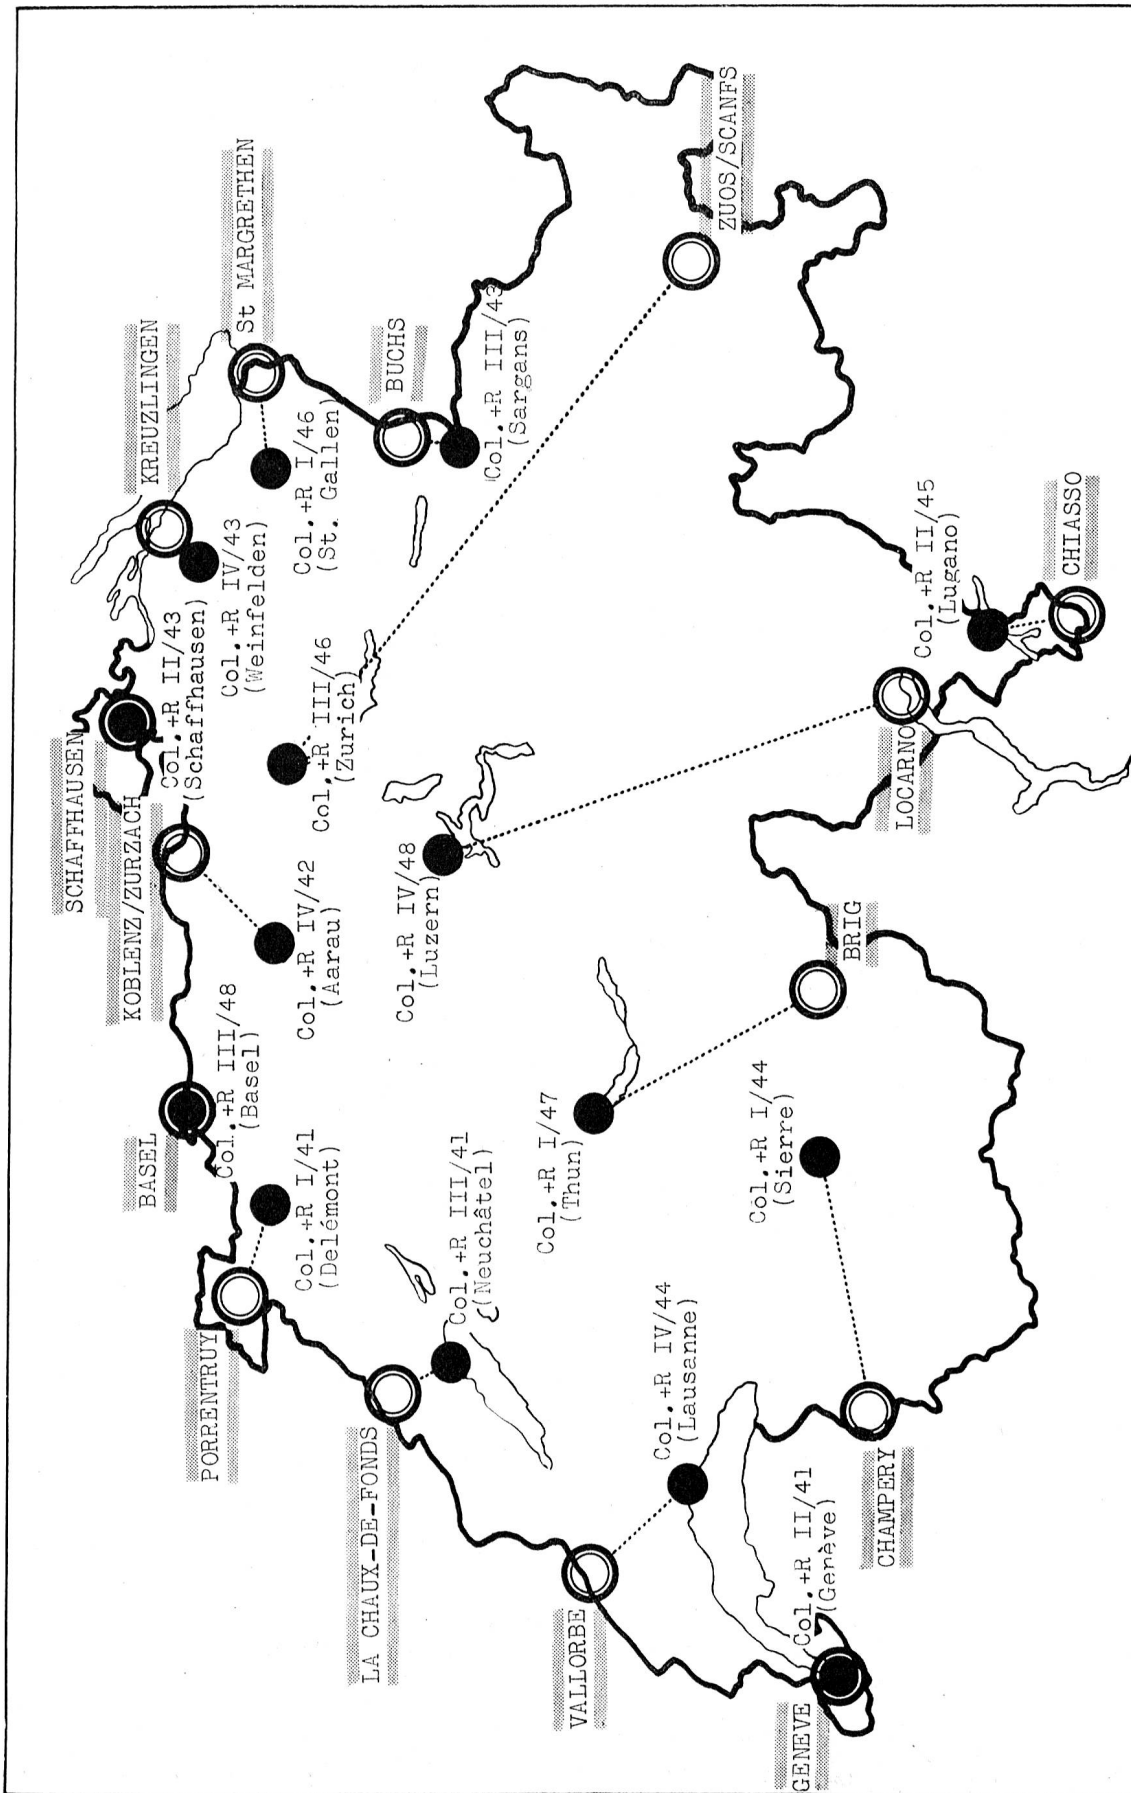 SCHAFFHAUSEN
KOBLENZ/ZURZACH
BASEL
PORRENTRUY
LA CHAUX-DE-FONDS
VALLORBE
GENEVE
CHAMPERY
BRIG
LOCARNO
CHIASSO
ZUOS/SCANFS
BUCHS
St MARGRETHEN
KREUZLINGEN
Col.+R II/43
(Schaffhausen)
Col.+R IV/43
(Weinfelden)
Col.+R I/46
(St. Gallen)
Col.+R III/43
(Sargans)
Col.+R III/46
(Zurich)
Col.+R IV/42
(Aarau)
Col.+R III/48
(Basel)
Col.+R I/41
(Delémont)
Col.+R III/41
(Neuchâtel)
Col.+R IV/48
(Luzern)
Col.+R I/47
(Thun)
Col.+R I/44
(Sierre)
Col.+R IV/44
(Lausanne)
Col.+R II/41
(Genève)
Col.+R II/45
(Lugano)